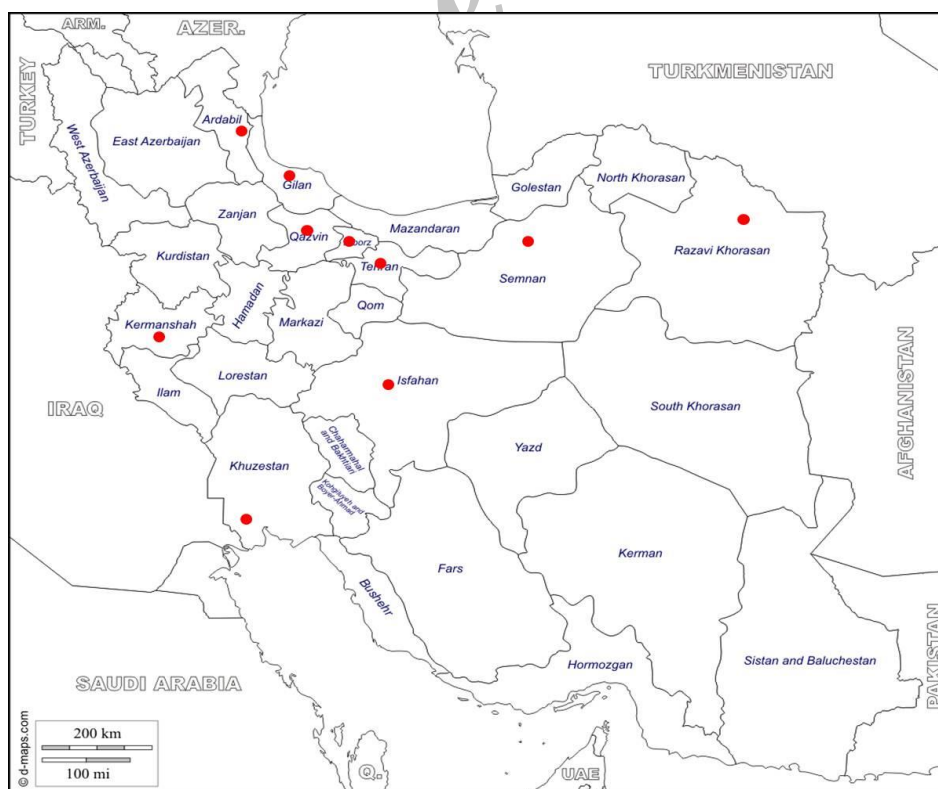 ARM.
AZER.
TURKEY
TURKMENISTAN
Ardabil
East Azerbaijan
West Azerbaijan
Gilan
Golestan
North Khorasan
Zanjan
Mazandaran
Qazvin
Razavi Khorasan
Kurdistan
Tehran
Semnan
Hamadan
Qom
Markazi
Kermanshah
Lorestan
Isfahan
Ilam
IRAQ
South Khorasan
AFGHANISTAN
Chaharmahal
and Bakhtiari
Yazd
Khuzestan
Kohgiluyeh and
Boyer-Ahmad
Kerman
Fars
Bushehr
Hormozgan
Sistan and Baluchestan
PAKISTAN
SAUDI ARABIA
200 km
100 mi
Q.
UAE
© d-maps.com